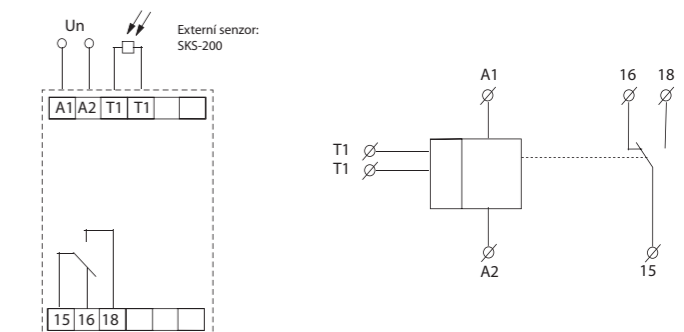 Un
Externí senzor:
SKS-200
A1 A2 T1 T1
15 16 18
A1
16 18
T1
T1
A2
15